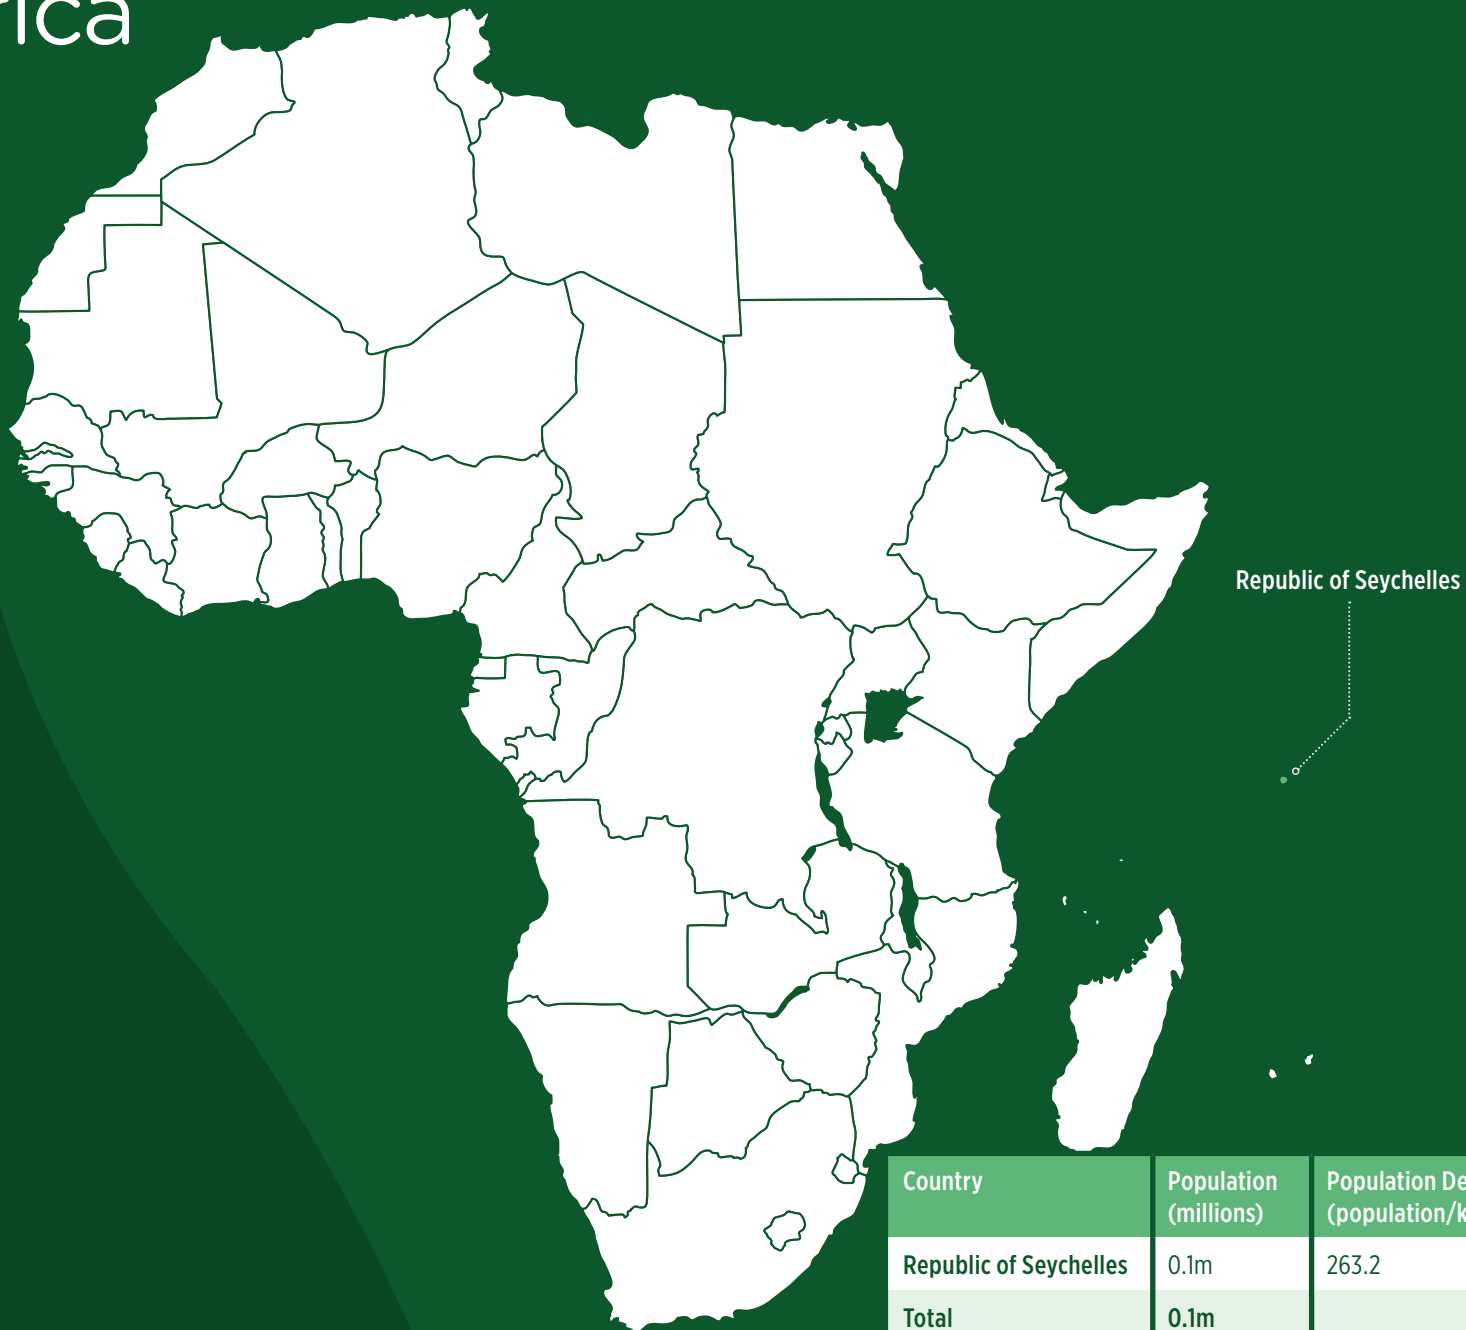 Republic of Seychelles
Country Population (millions)
Republic of Seychelles 0.1m 263.2
Total 0.1m